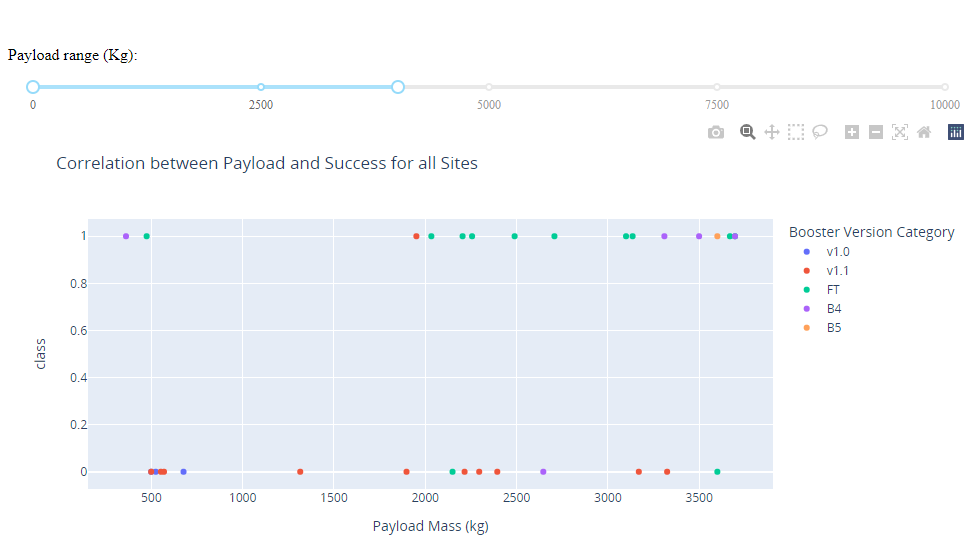 Payload range (Kg):
0 2500 5000 7500 10000
Correlation between Payload and Success for all Sites
Booster Version Category
v1.0
v1.1
FT
B4
B5
1
0.8
0.6
0.4
0.2
0
class
500 1000 1500 2000 2500 3000 3500
Payload Mass (kg)